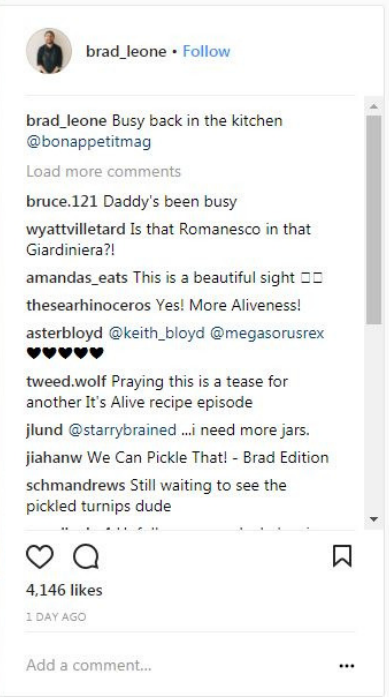 brad_leone • Follow
brad_leone Busy back in the kitchen
@bonappetitmag
Load more comments
bruce.121 Daddy's been busy
wyattvilletard Is that Romanesco in that
Giardiniera?!
amandas_eats This is a beautiful sight □□
thesearhinoceros Yes! More Aliveness!
asterbloyd @keith_bloyd @megasorusrex
♥♥♥♥♥
tweed.wolf Praying this is a tease for
another It's Alive recipe episode
jlund @starrybrained ...i need more jars.
jiahanw We Can Pickle That! - Brad Edition
schmandrews Still waiting to see the
pickled turnips dude
4,146 likes
1 DAY AGO
Add a comment...